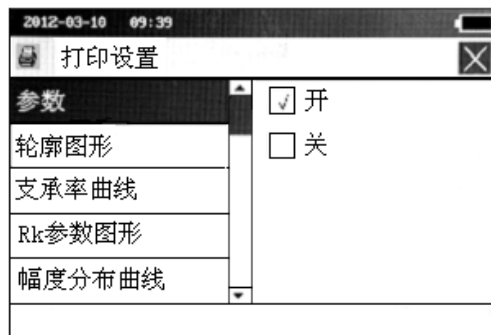 2012-03-10 09:39
打印设置
参数
开
轮廓图形
关
支承率曲线
Rk参数图形
幅度分布曲线